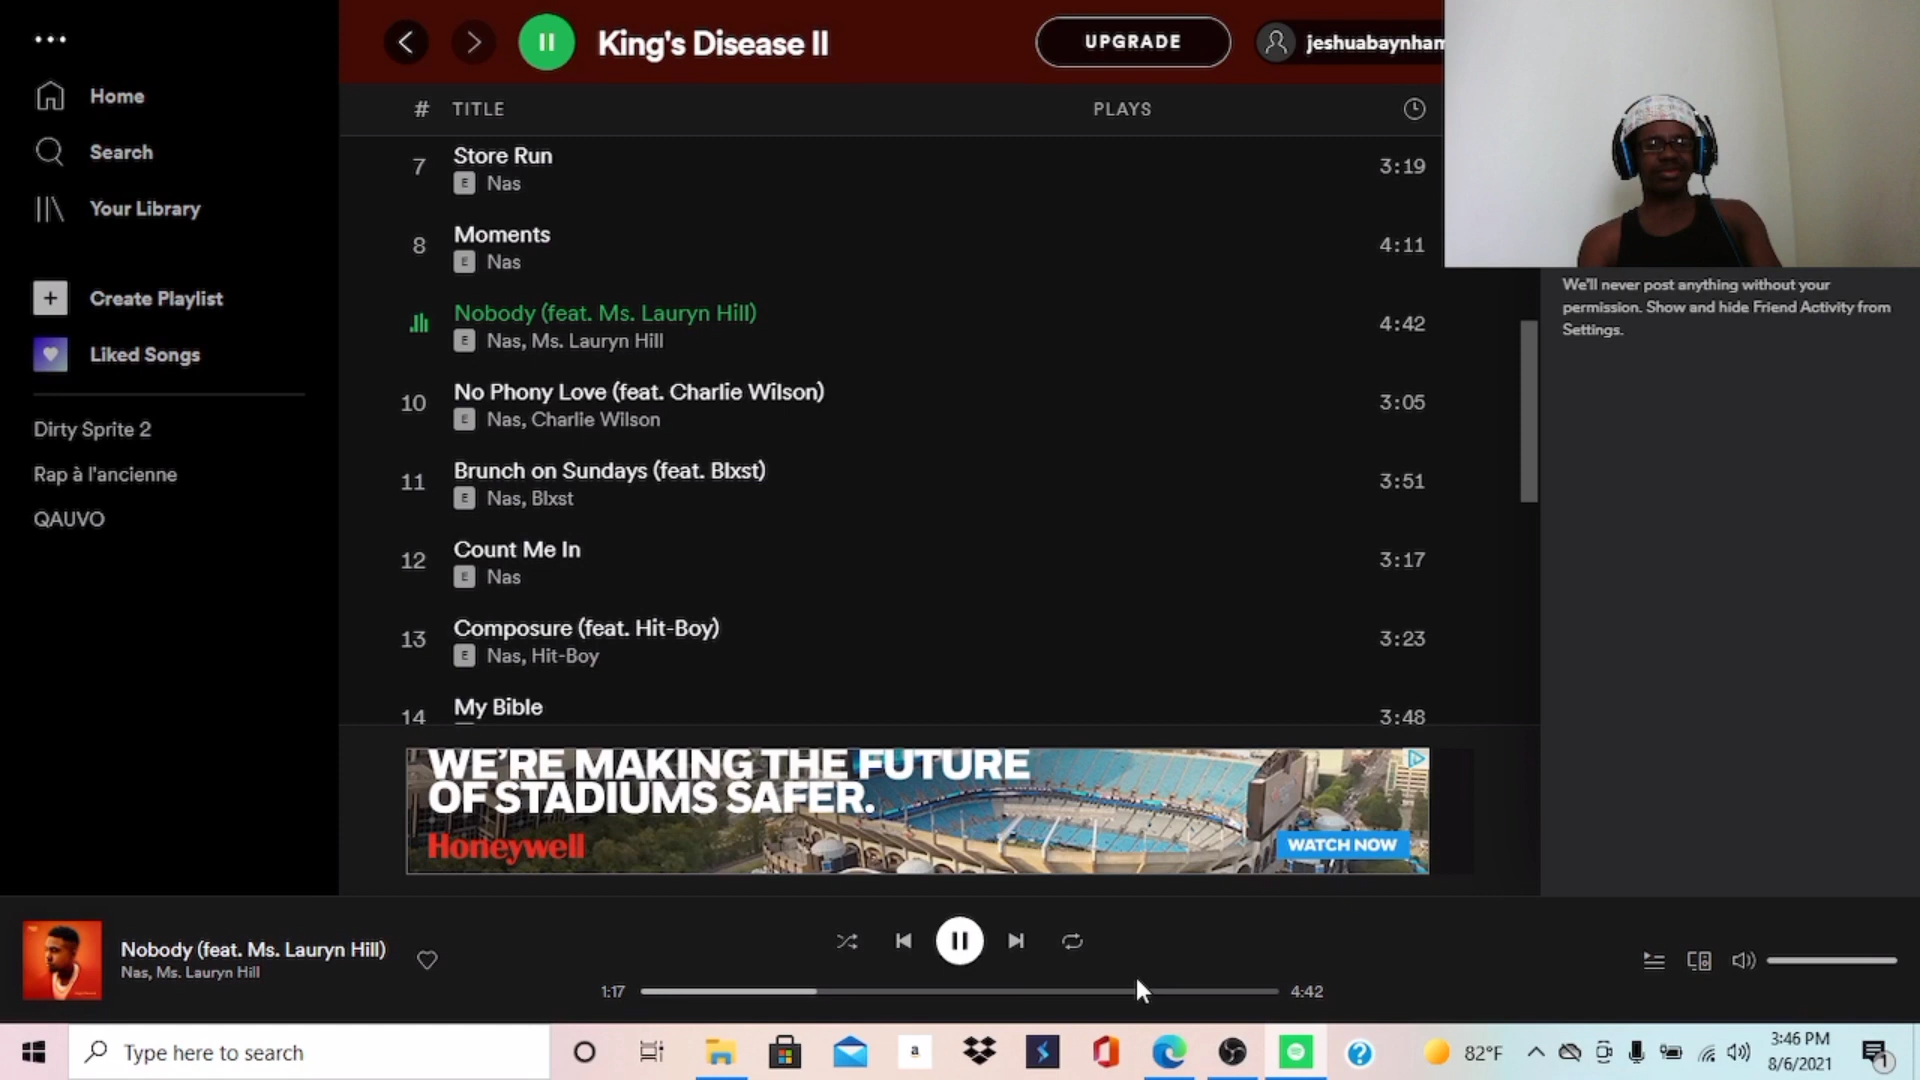 King's Disease II
UPGRADE
jeshuabaynham
Home
Search
Your Library
Create Playlist
Liked Songs
Dirty Sprite 2
Rap à l'ancienne
QAUVO
# TITLE PLAYS
7 Store Run 3:19
E Nas
8 Moments 4:11
E Nas
Nobody (feat. Ms. Lauryn Hill) 4:42
E Nas, Ms. Lauryn Hill
10 No Phony Love (feat. Charlie Wilson) 3:05
E Nas, Charlie Wilson
11 Brunch on Sundays (feat. Blxst) 3:51
E Nas, Blxst
12 Count Me In 3:17
E Nas
13 Composure (feat. Hit-Boy) 3:23
E Nas, Hit-Boy
14 My Bible 3:48
We'll never post anything without your
permission. Show and hide Friend Activity from
Settings.
WE'RE MAKING THE FUTURE
OF STADIUMS SAFER.
Honeywell
WATCH NOW
Nobody (feat. Ms. Lauryn Hill)
Nas, Ms. Lauryn Hill
1:17 4:42
Type here to search
a
82°F
3:46 PM
8/6/2021
1